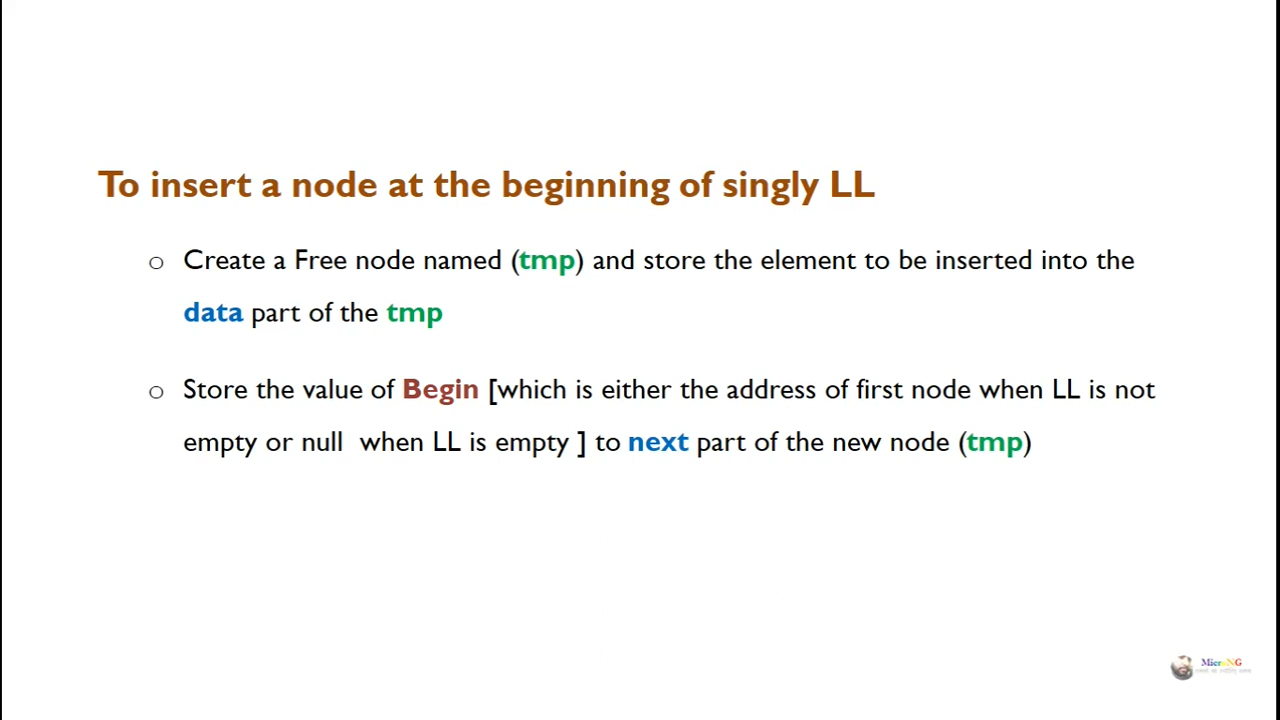 To insert a node at the beginning of singly LL
○ Create a Free node named (tmp) and store the element to be inserted into the
data part of the tmp
○ Store the value of Begin [which is either the address of first node when LL is not
empty or null when LL is empty ] to next part of the new node (tmp)
MicroNG